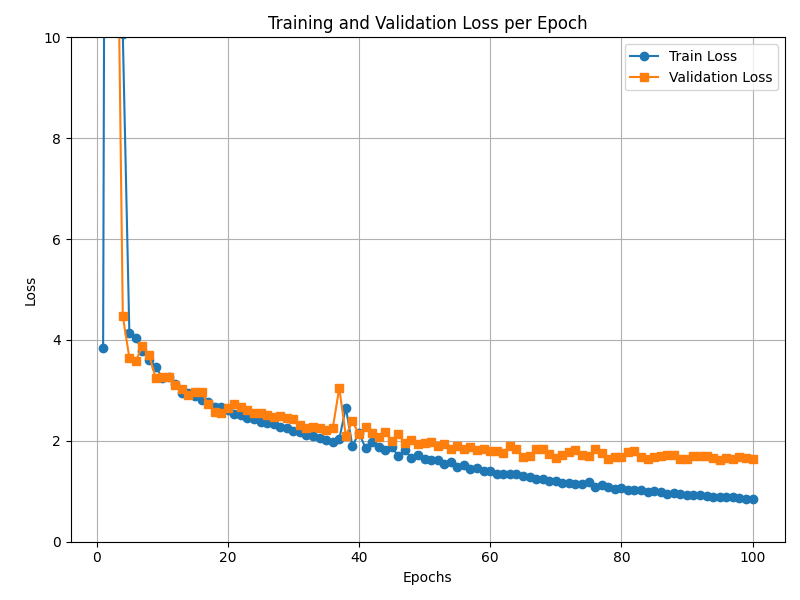 Training and Validation Loss per Epoch
Train Loss
Validation Loss
Loss
10
8
6
4
2
0
0 20 40 60 80 100
Epochs